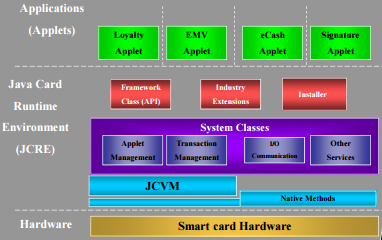 Applications
(Applets)
Loyalty
Applet
EMV
Applet
eCash
Applet
Signature
Applet
Java Card
Runtime
Environment
(JCRE)
Framework
Class (API)
Industry
Extensions
Installer
System Classes
Applet
Management
Transaction
Management
I/O
Communication
Other
Services
JCVM
Native Methods
Hardware
Smart card Hardware